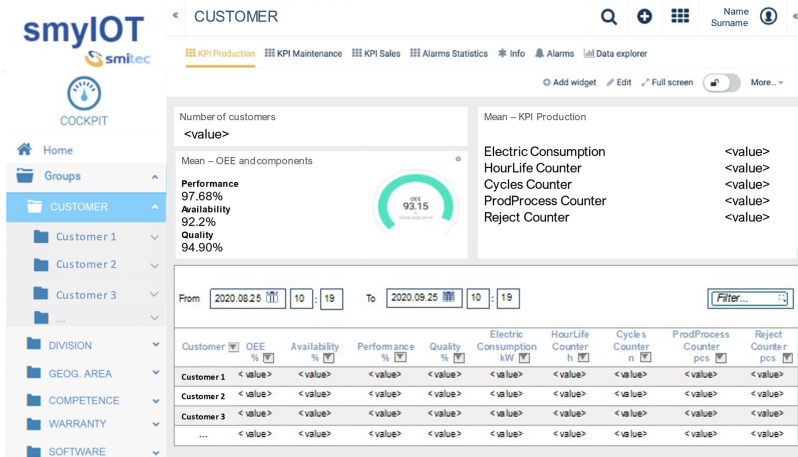 smyIOT
smitec
COCKPIT
Home
Groups
CUSTOMER
Customer 1
Customer 2
Customer 3
...
DIVISION
GEOG. AREA
COMPETENCE
WARRANTY
SOFTWARE
« CUSTOMER
Name
Surname
«
KPI Production KPI Maintenance KPI Sales Alarms Statistics Info Alarms Data explorer
Add widget Edit Full screen More...
Number of customers
<value>
Mean – OEE and components
Performance
97.68%
Availability
92.2%
Quality
94.90%
OEE
93.15
%
Mean – KPI Production
Electric Consumption <value>
HourLife Counter <value>
Cycles Counter <value>
ProdProcess Counter <value>
Reject Counter <value>
From 2020.08.25 10 : 19 To 2020.09.25 10 : 19 Filter...
Customer OEE % Availability % Performance % Quality % Electric Consumption kW HourLife Counter h Cycles Counter n ProdProcess Counter pcs Reject Counter pcs
Customer 1 <value> <value> <value> <value> <value> <value> <value> <value> <value>
Customer 2 <value> <value> <value> <value> <value> <value> <value> <value> <value>
Customer 3 <value> <value> <value> <value> <value> <value> <value> <value> <value>
... <value> <value> <value> <value> <value> <value> <value> <value> <value>